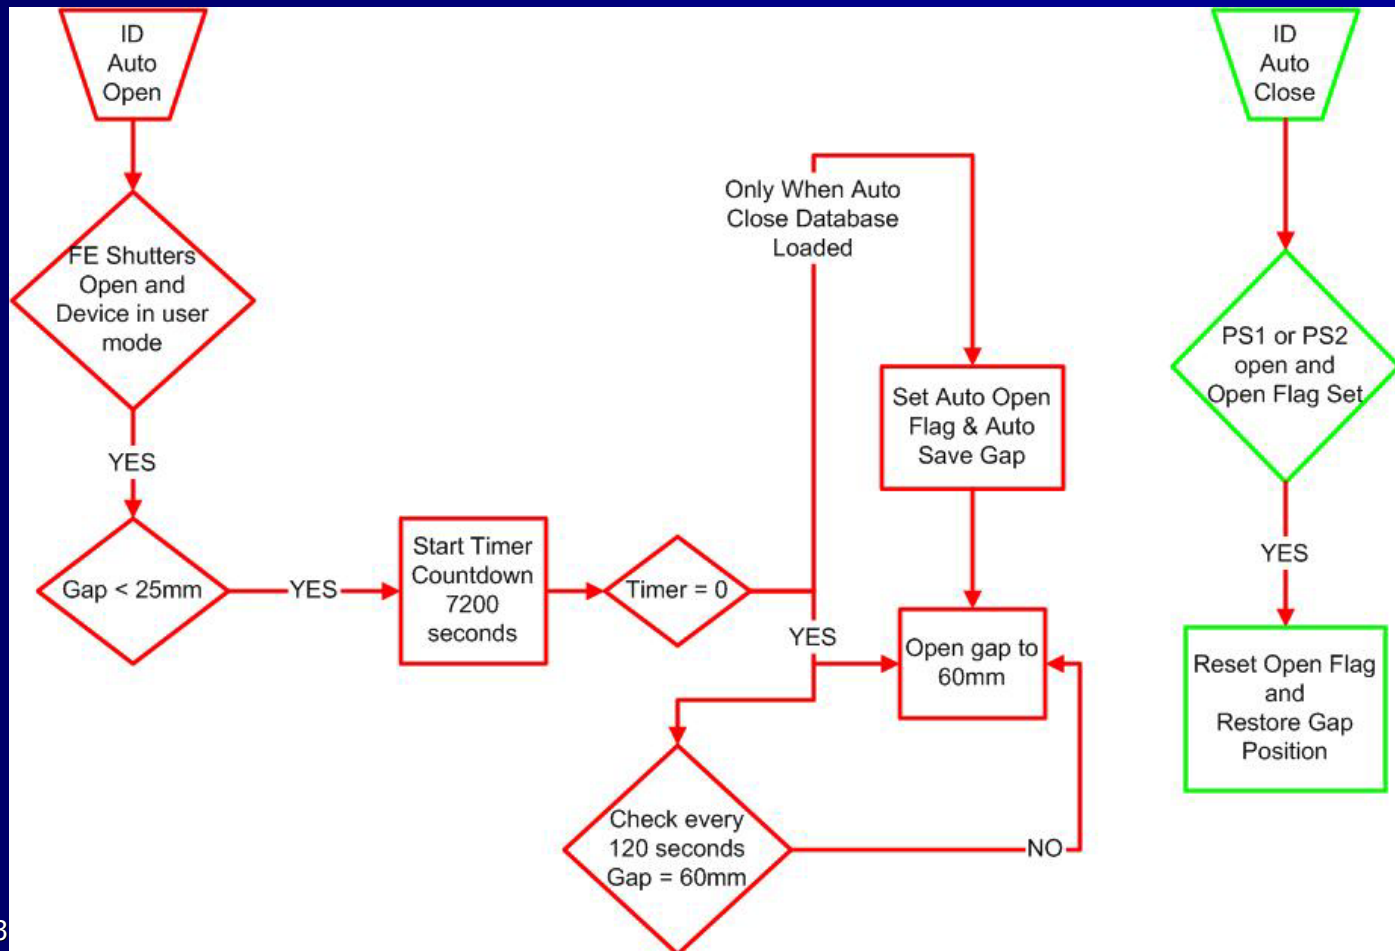 ID
Auto
Open
FE Shutters
Open and
Device in user
mode
YES
Gap < 25mm
YES
Start Timer
Countdown
7200
seconds
Timer = 0
Only When Auto
Close Database
Loaded
YES
Set Auto Open
Flag & Auto
Save Gap
Open gap to
60mm
Check every
120 seconds
Gap = 60mm
NO
ID
Auto
Close
PS1 or PS2
open and
Open Flag Set
YES
Reset Open Flag
and
Restore Gap
Position
3